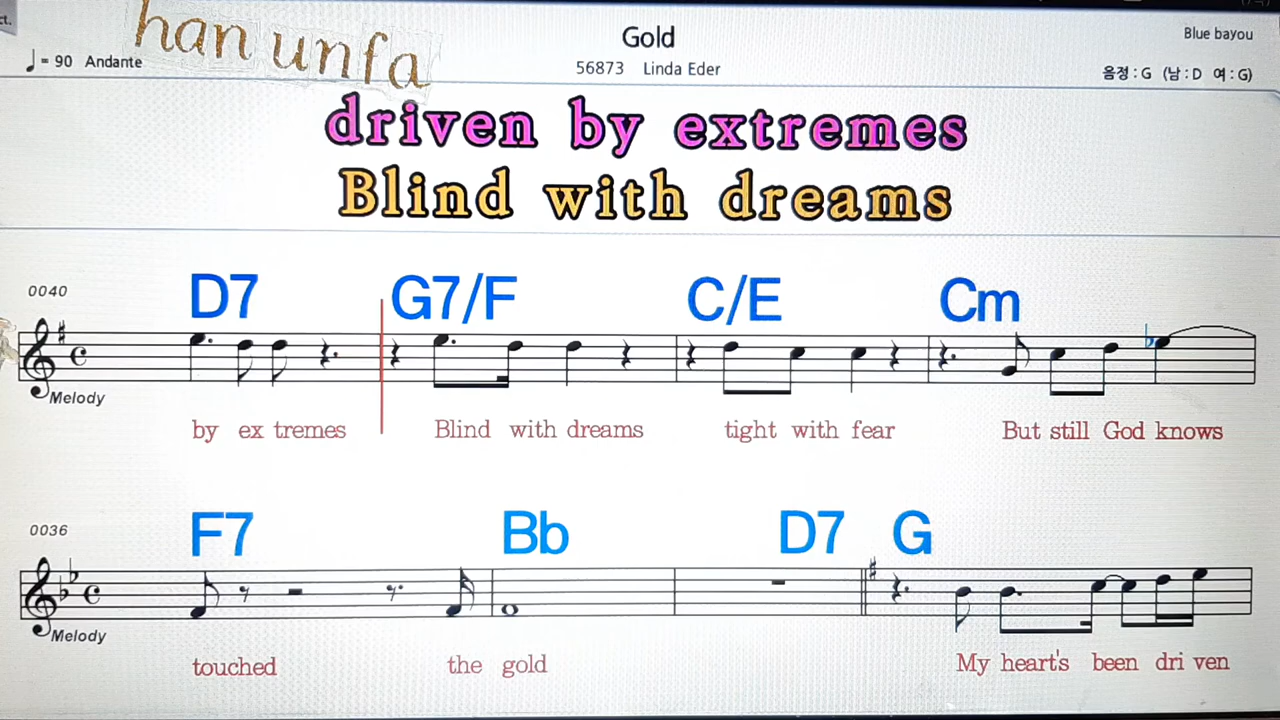 ct.
han unfa
Gold
Blue bayou
♩= 90 Andante
56873 Linda Eder
음정 : G (남 : D 여 : G)
driven by extremes
Blind with dreams
D7 G7/F C/E Cm
0040
Melody
by ex tremes Blind with dreams tight with fear But still God knows
F7 Bb D7 G
0036
Melody
touched the gold My heart's been dri ven